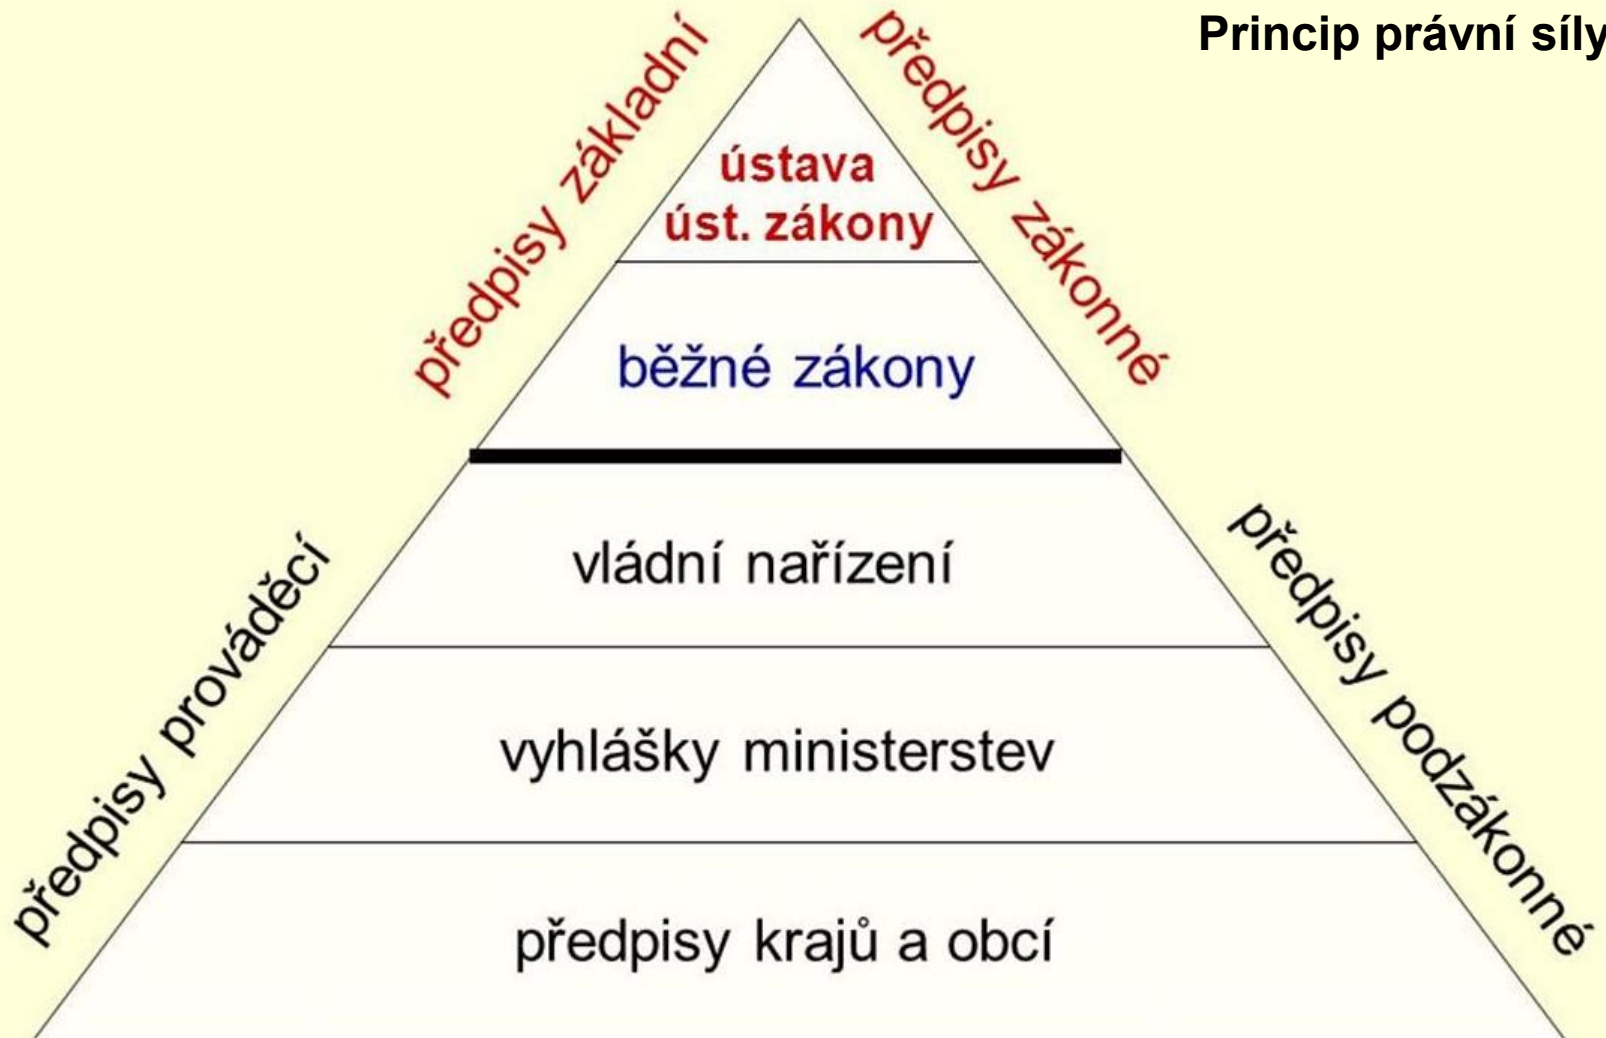 Princip právní síly
předpisy základní
předpisy zákonné
ústava
úst. zákony
běžné zákony
vládní nařízení
předpisy prováděcí
předpisy podzákonné
vyhlášky ministerstev
předpisy krajů a obcí